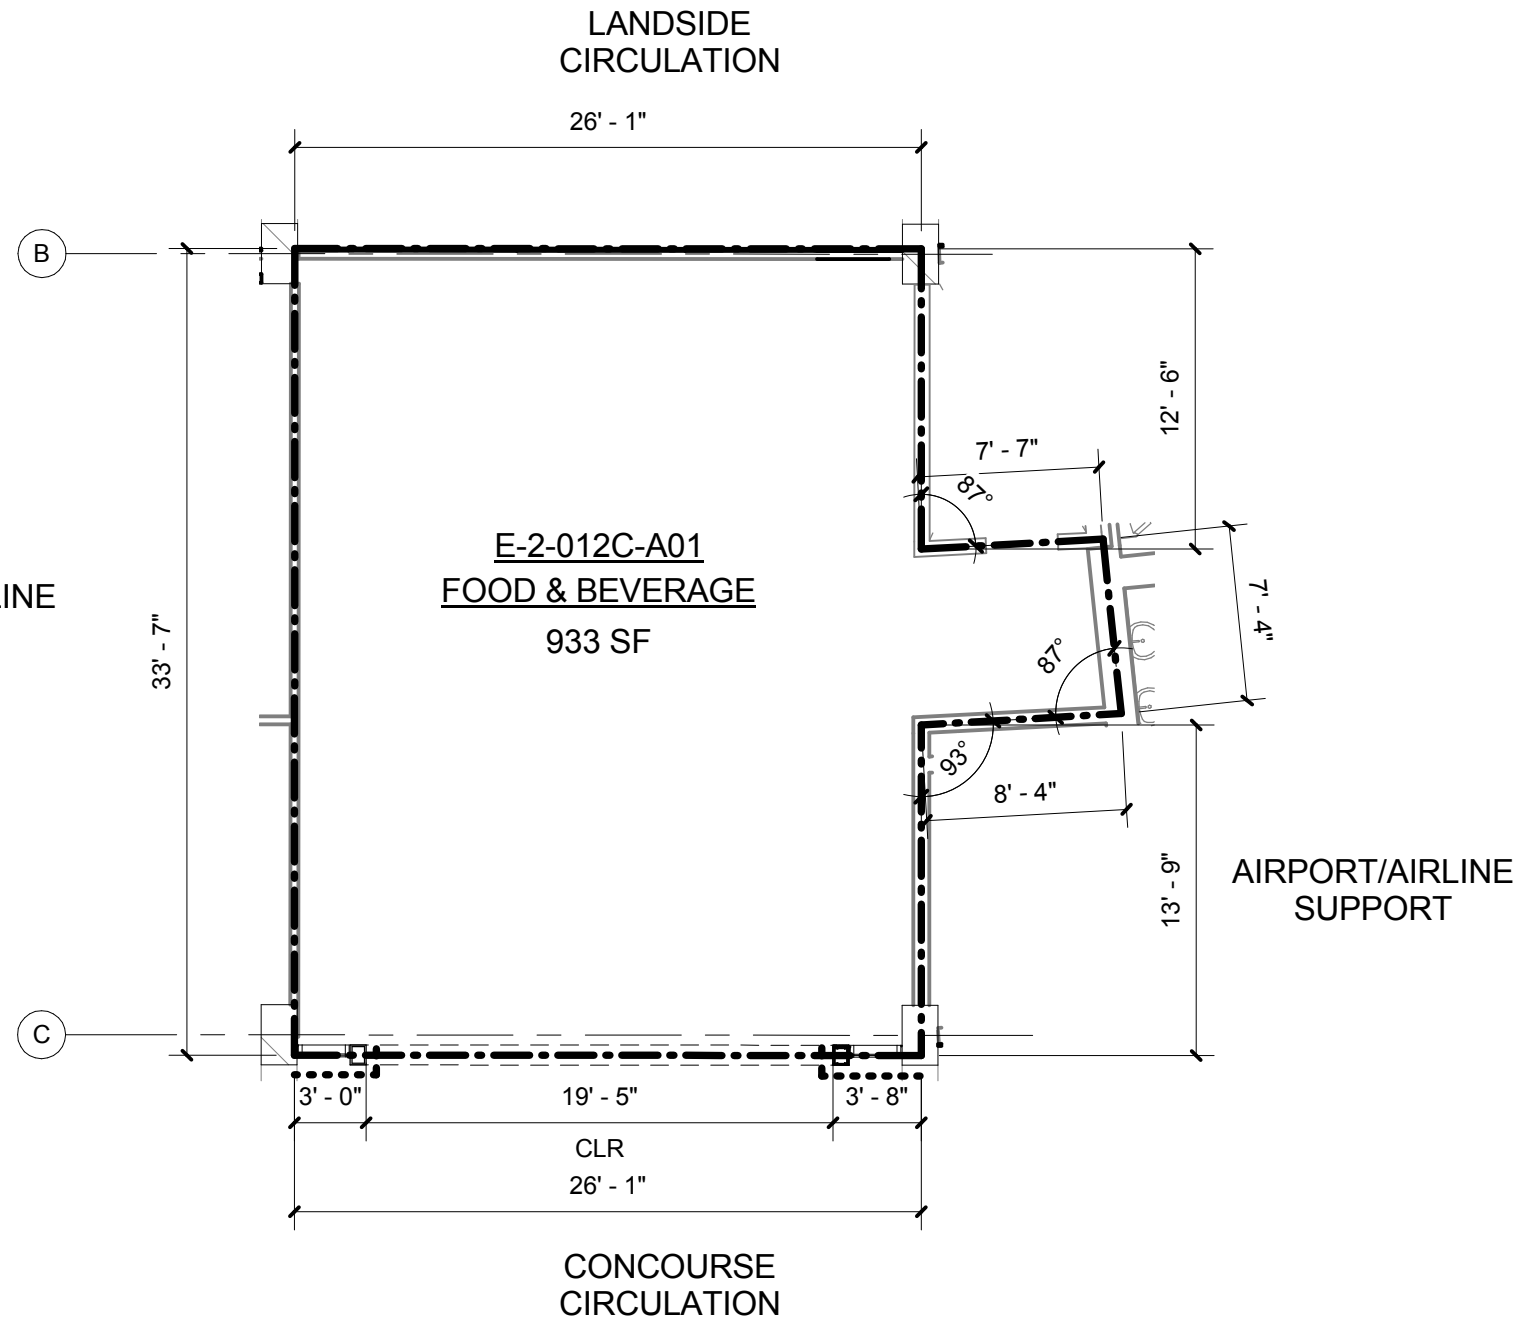 LANDSIDE
CIRCULATION
26' - 1"
B
12' - 6"
7' - 7"
87°
E-2-012C-A01
FOOD & BEVERAGE
933 SF
INE
33' - 7"
7' - 4"
87°
93°
8' - 4"
13' - 9"
AIRPORT/AIRLINE
SUPPORT
C
3' - 0" 19' - 5" 3' - 8"
CLR
26' - 1"
CONCOURSE
CIRCULATION